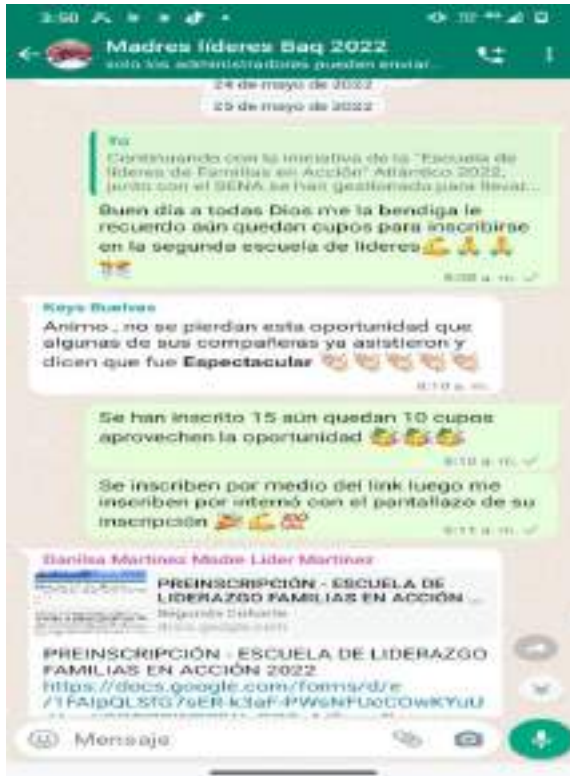 3:50
Madres líderes Baq 2022
solo los administradores pueden enviar...
24 de mayo de 2022
25 de mayo de 2022
Yo
Continuando con la iniciativa de la "Escuela de
líderes de Familias en Acción" Atlántico 2022,
junto con el SENA se han gestionada para llevar...
Buen día a todas Dios me la bendiga le
recuerdo aún quedan cupos para inscribirse
en la segunda escuela de lideres
Keys Buelvas
Animo , no se pierdan esta oportunidad que
algunas de sus compañeras ya asistieron y
dicen que fue Espectacular
8:10 a. m.
Se han inscrito 15 aún quedan 10 cupos
aprovechen la oportunidad
8:10 a. m.
Se inscriben por medio del link luego me
inscriben por internó con el pantallazo de su
inscripción
8:11 a. m.
Danilsa Martinez Madre Lider Martinez
PREINSCRIPCIÓN - ESCUELA DE
LIDERAZGO FAMILIAS EN ACCIÓN ...
Segunda Cohorte
docs.google.com
PREINSCRIPCIÓN - ESCUELA DE LIDERAZGO
FAMILIAS EN ACCIÓN 2022
https://docs.google.com/forms/d/e
Mensaje